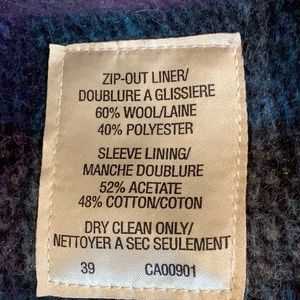 ZIP-OUT LINER/
DOUBLURE A GLISSIERE
60% WOOL/LAINE
40% POLYESTER
SLEEVE LINING/
MANCHE DOUBLURE
52% ACETATE
48% COTTON/COTON
DRY CLEAN ONLY/
NETTOYER A SEC SEULEMENT
39 CA00901